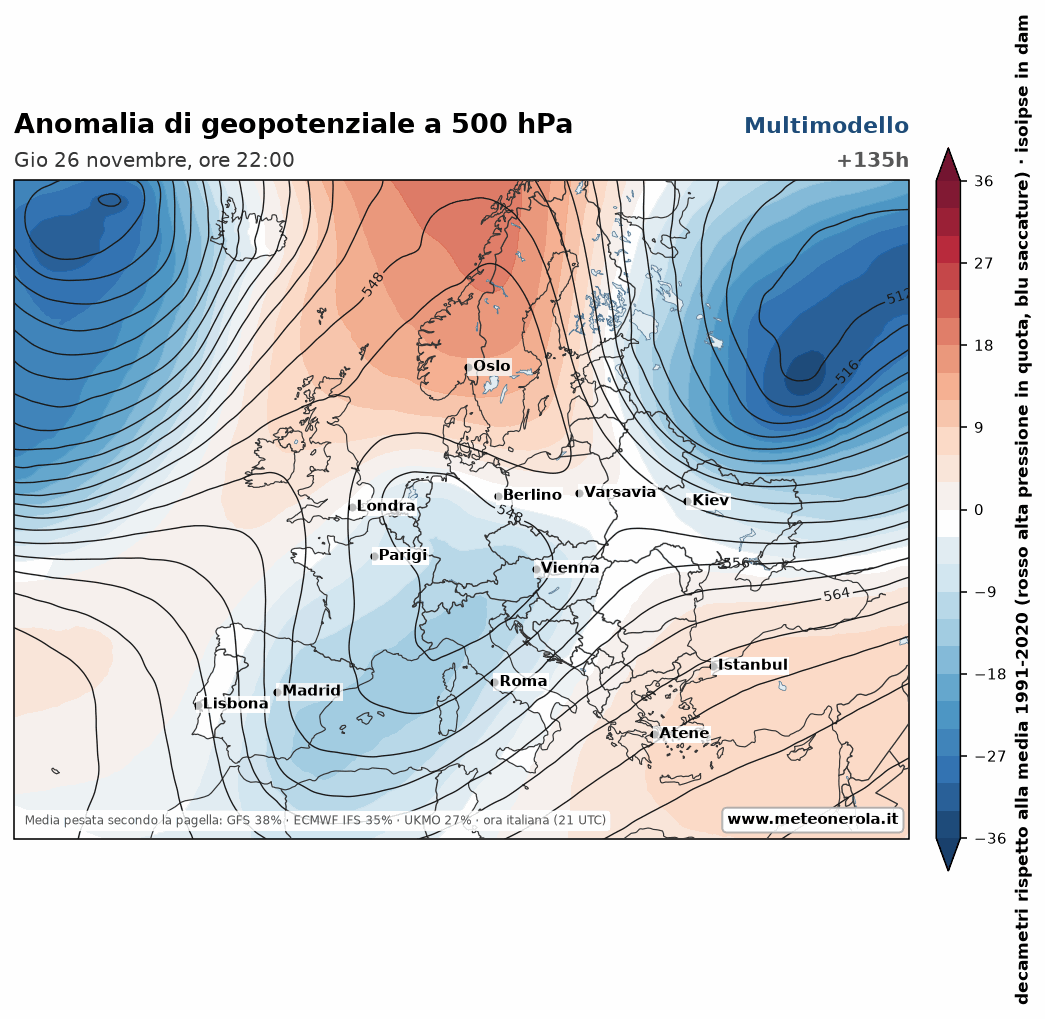 Anomalia di geopotenziale a 500 hPa
Multimodello
Gio 26 novembre, ore 22:00
+135h
548
512
516
Oslo
Londra
Berlino
Varsavia
Kiev
548
Parigi
Vienna
556
564
Istanbul
Roma
Madrid
Lisbona
Atene
Media pesata secondo la pagella: GFS 38% · ECMWF IFS 35% · UKMO 27% · ora italiana (21 UTC)
www.meteonerola.it
36
27
18
9
0
−9
−18
−27
−36
decametri rispetto alla media 1991-2020 (rosso alta pressione in quota, blu saccature) · isoipse in dam